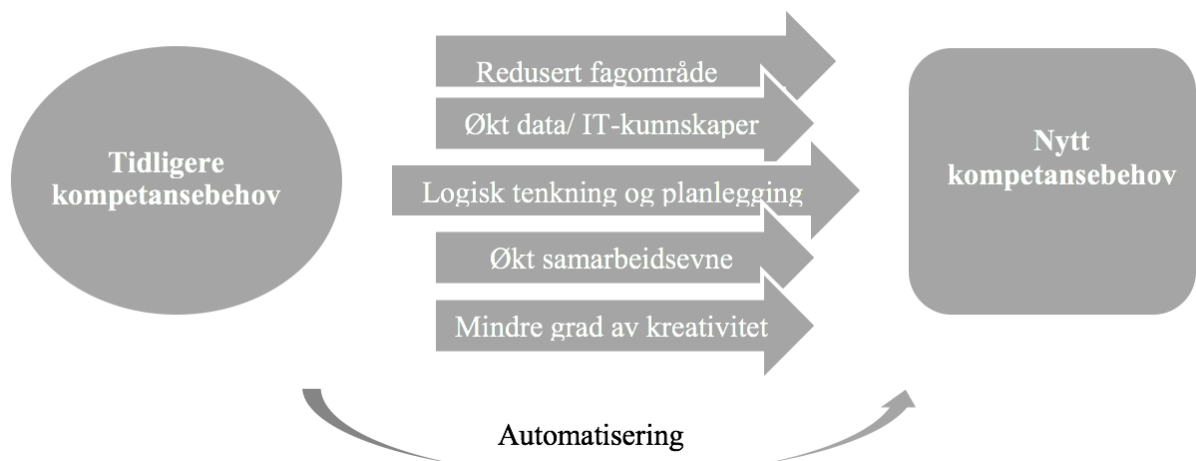 Tidligere
kompetansebehov
Redusert fagområde
Økt data/ IT-kunnskaper
Logisk tenkning og planlegging
Økt samarbeidsevne
Mindre grad av kreativitet
Nytt
kompetansebehov
Automatisering